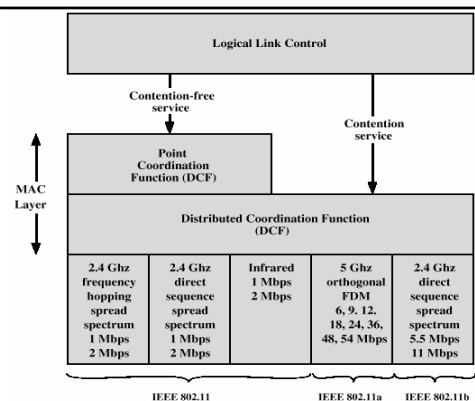 Logical Link Control
Contention-free
service
Contention
service
Point
Coordination
Function (DCF)
MAC
Layer
Distributed Coordination Function
(DCF)
2.4 Ghz
frequency
hopping
spread
spectrum
1 Mbps
2 Mbps
2.4 Ghz
direct
sequence
spread
spectrum
1 Mbps
2 Mbps
Infrared
1 Mbps
2 Mbps
5 Ghz
orthogonal
FDM
6, 9. 12.
18, 24, 36,
48, 54 Mbps
2.4 Ghz
direct
sequence
spread
spectrum
5.5 Mbps
11 Mbps
IEEE 802.11
IEEE 802.11a
IEEE 802.11b